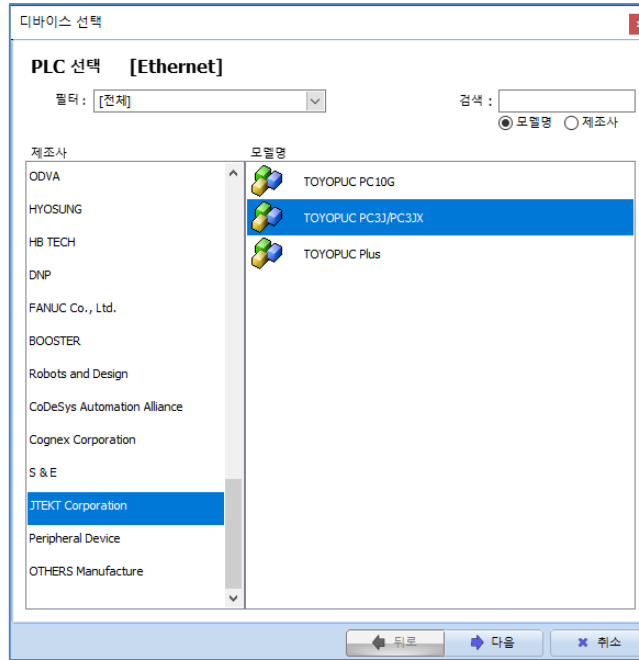 디바이스 선택
PLC 선택 [Ethernet]
필터 : [전체]
검색 :
모델명 제조사
제조사
모델명
ODVA
HYOSUNG
HB TECH
DNP
FANUC Co., Ltd.
BOOSTER
Robots and Design
CoDeSys Automation Alliance
Cognex Corporation
S & E
JTEKT Corporation
Peripheral Device
OTHERS Manufacture
TOYOPUC PC10G
TOYOPUC PC3J/PC3JX
TOYOPUC Plus
뒤로
다음
취소